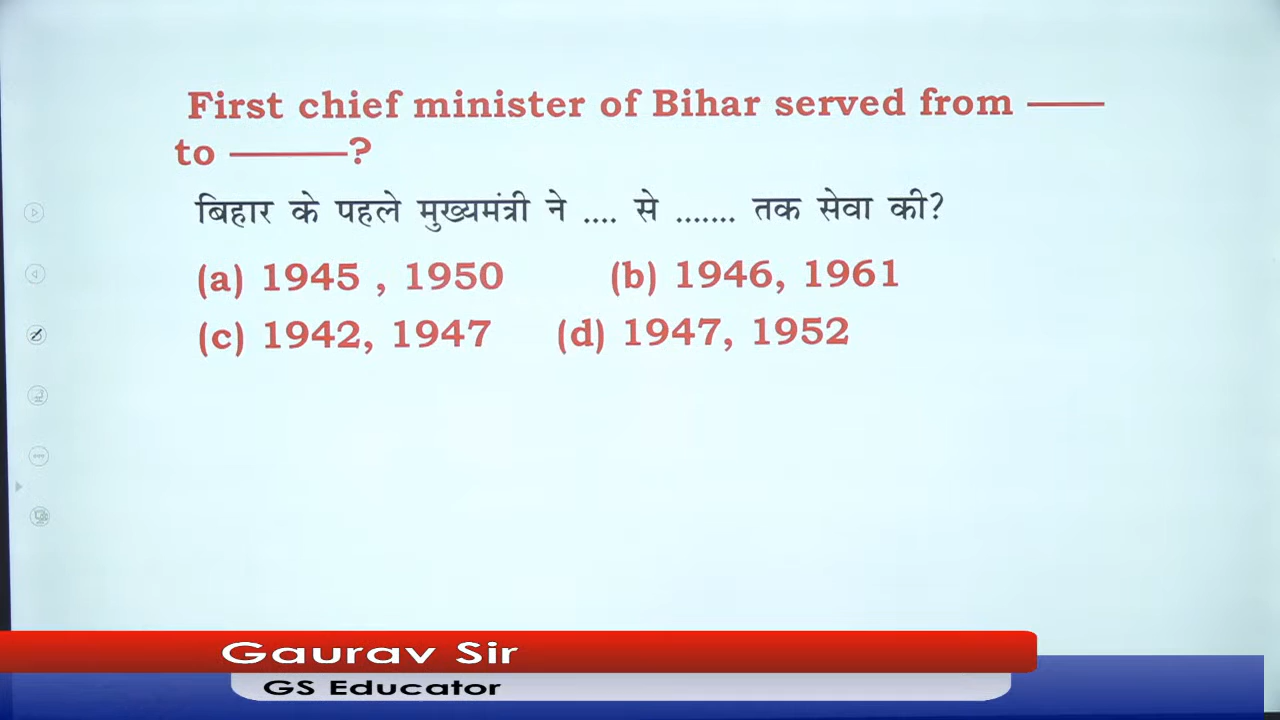 First chief minister of Bihar served from ——
to ———?
बिहार के पहले मुख्यमंत्री ने .... से ....... तक सेवा की?
(a) 1945 , 1950 (b) 1946, 1961
(c) 1942, 1947 (d) 1947, 1952
Gaurav Sir
GS Educator